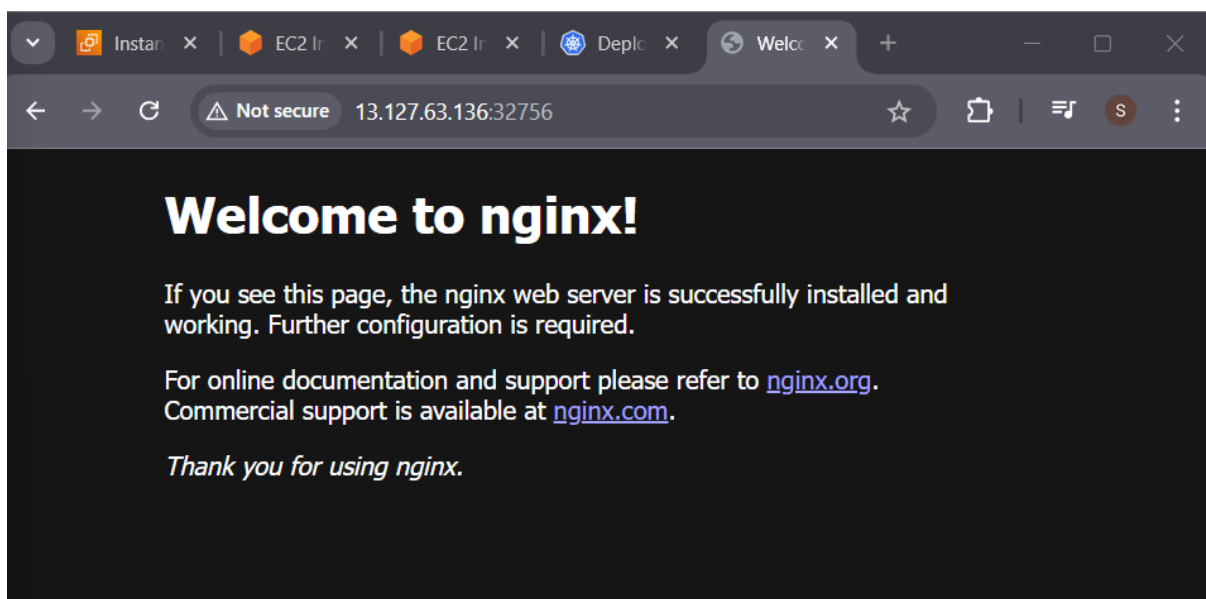 Instan
EC2 In
EC2 In
Deplo
Welcc
Not secure 13.127.63.136:32756
S
Welcome to nginx!
If you see this page, the nginx web server is successfully installed and
working. Further configuration is required.
For online documentation and support please refer to nginx.org.
Commercial support is available at nginx.com.
Thank you for using nginx.